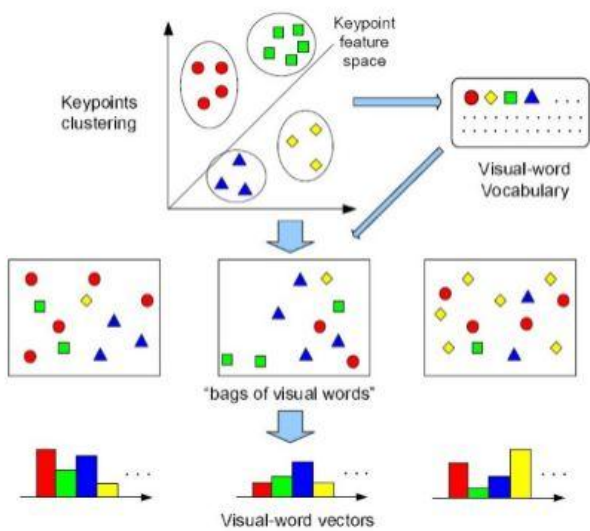 Keypoint
feature
space
Keypoints
clustering
. . .
Visual-word
Vocabulary
"bags of visual words"
. . .
. . .
. . .
Visual-word vectors